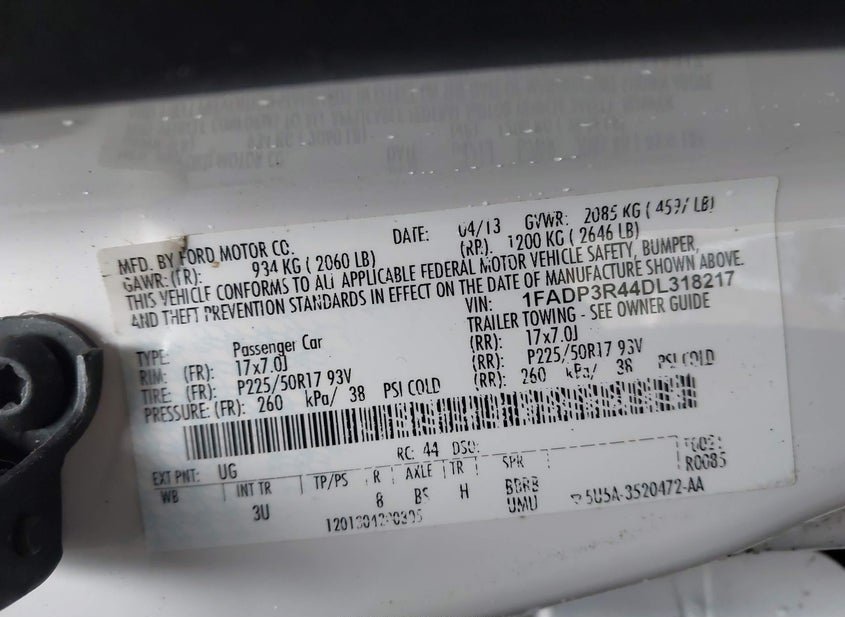 MFD. BY FORD MOTOR CO. DATE: 04/13 GVWR: 2085 KG ( 4597 LB)
GAWR: (FR): 934 KG ( 2060 LB) (RR): 1200 KG ( 2646 LB)
THIS VEHICLE CONFORMS TO ALL APPLICABLE FEDERAL MOTOR VEHICLE SAFETY, BUMPER,
AND THEFT PREVENTION STANDARDS IN EFFECT ON THE DATE OF MANUFACTURE SHOWN ABOVE.
VIN: 1FADP3R44DL318217
TYPE: Passenger Car TRAILER TOWING - SEE OWNER GUIDE
RIM: (FR): 17x7.0J (RR): 17x7.0J
TIRE: (FR): P225/50R17 93V (RR): P225/50R17 93V
PRESSURE: (FR): 260 kPa/ 38 PSI COLD (RR): 260 kPa/ 38 PSI COLD
EXT PNT: UG RC: 44 DSO:
WB INT TR TP/PS R AXLE TR SPR R0085
3U 8 BS H BBRB
UMU 5U5A-3520472-AA